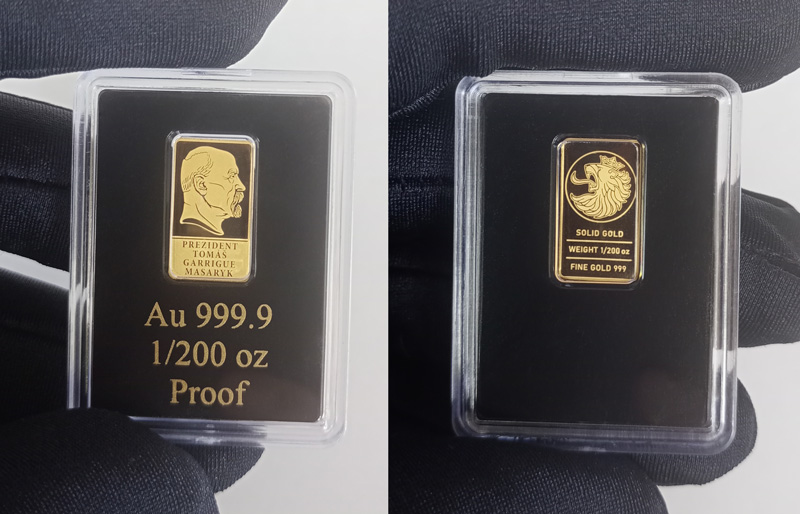 PREZIDENT
TOMAŠ
GARRIGUE
MASARYK
Au 999.9
1/200 oz
Proof
SOLID GOLD
WEIGHT 1/200 oz
FINE GOLD 999